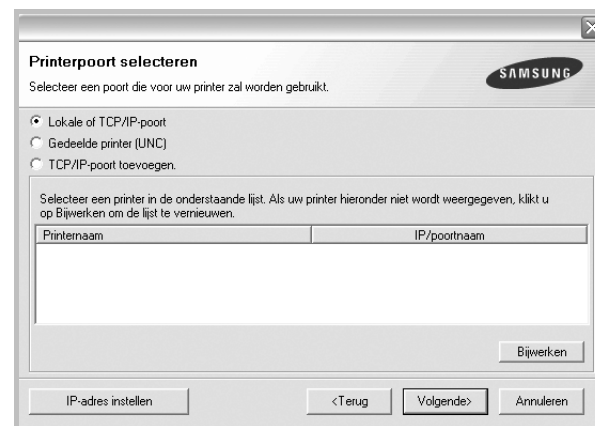 Printerpoort selecteren
Selecteer een poort die voor uw printer zal worden gebruikt.
SAMSUNG
Lokale of TCP/IP-poort
Gedeelde printer (UNC)
TCP/IP-poort toevoegen.
Selecteer een printer in de onderstaande lijst. Als uw printer hieronder niet wordt weergegeven, klikt u
op Bijwerken om de lijst te vernieuwen.
Printernaam IP/poortnaam
Bijwerken
IP-adres instellen <Terug Volgende> Annuleren